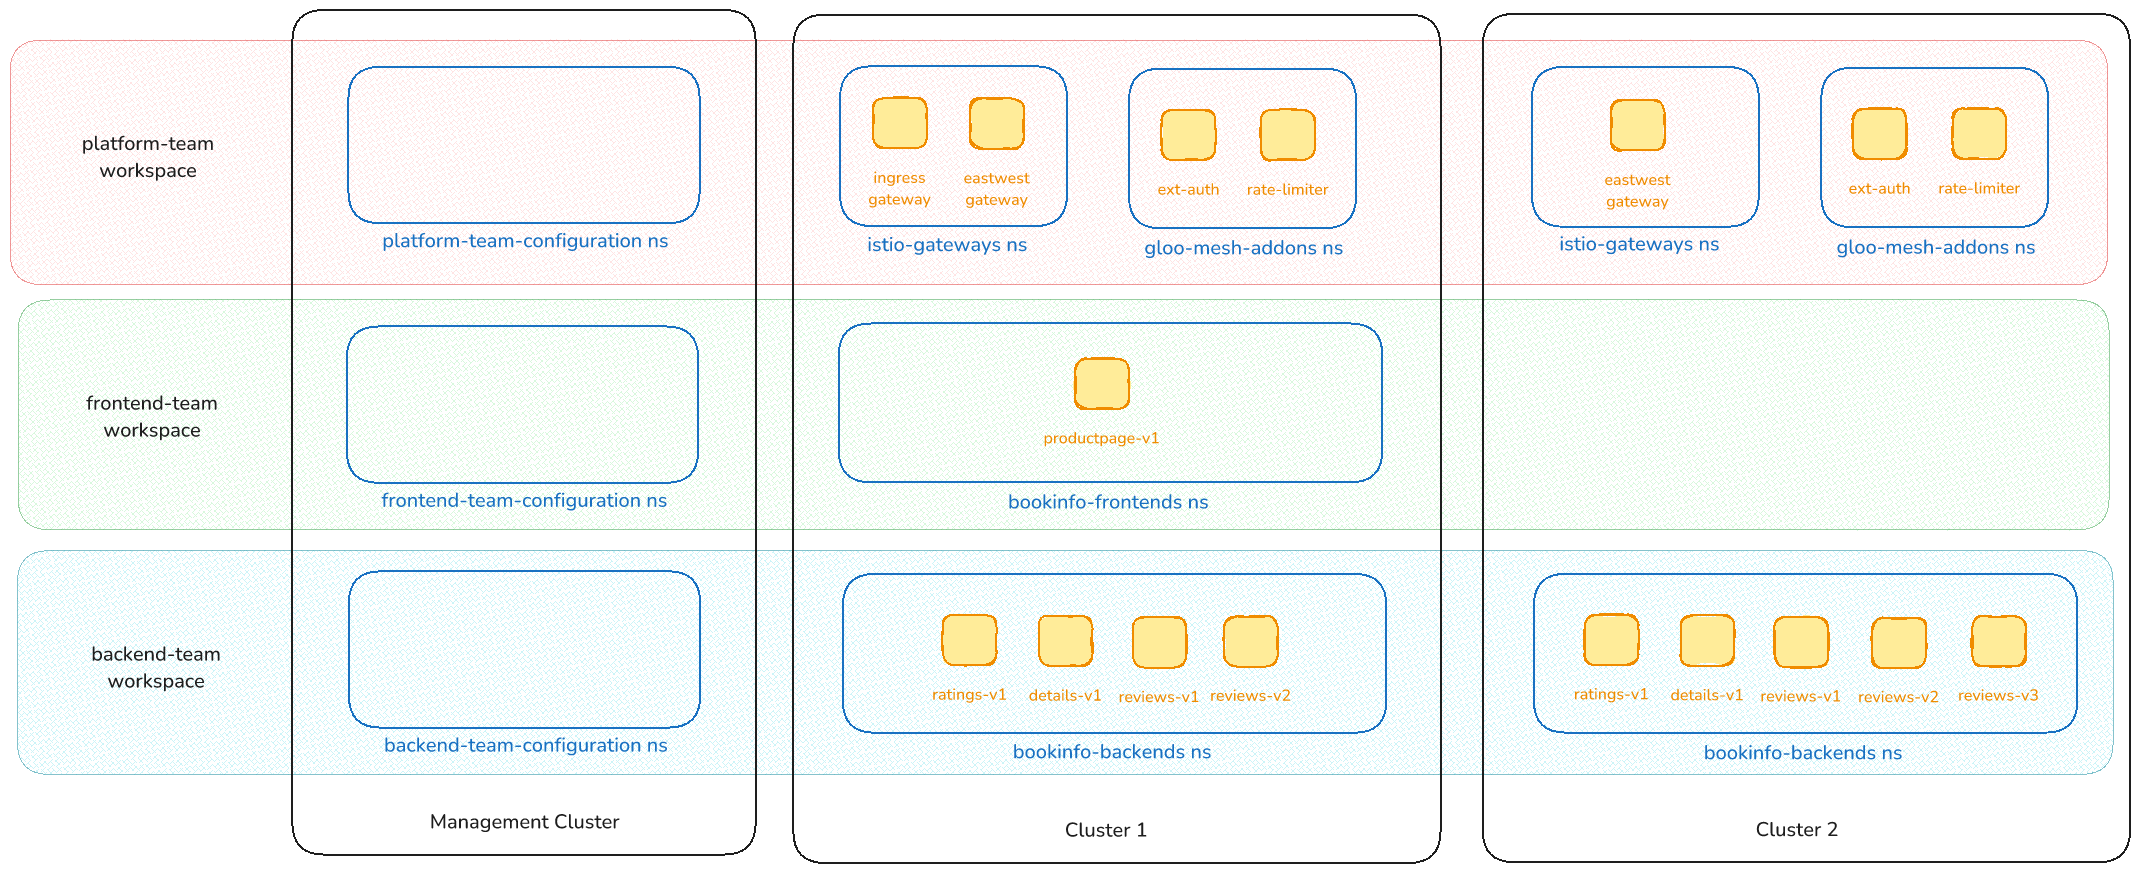 platform-team
workspace
ingress
gateway
eastwest
gateway
ext-auth
rate-limiter
eastwest
gateway
ext-auth
rate-limiter
platform-team-configuration ns
istio-gateways ns
gloo-mesh-addons ns
istio-gateways ns
gloo-mesh-addons ns
frontend-team
workspace
productpage-v1
frontend-team-configuration ns
bookinfo-frontends ns
backend-team
workspace
ratings-v1
details-v1
reviews-v1
reviews-v2
ratings-v1
details-v1
reviews-v1
reviews-v2
reviews-v3
backend-team-configuration ns
bookinfo-backends ns
bookinfo-backends ns
Management Cluster
Cluster 1
Cluster 2